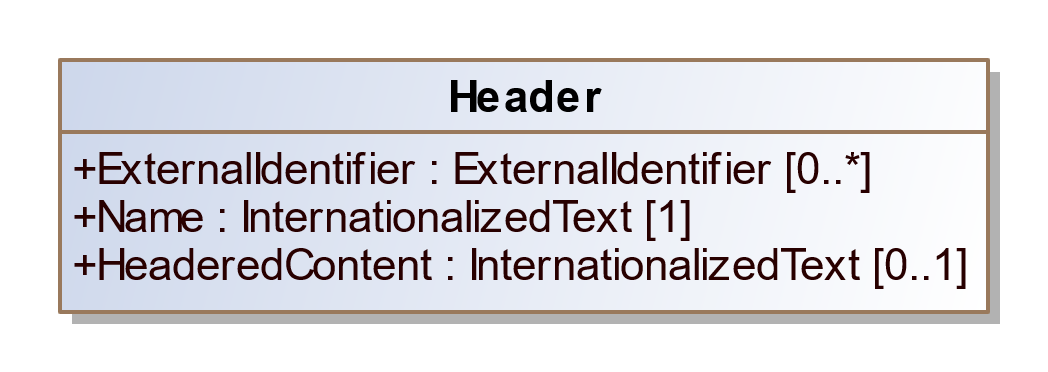 Header
+ExternalIdentifier : ExternalIdentifier [0..*]
+Name : InternationalizedText [1]
+HeaderedContent : InternationalizedText [0..1]